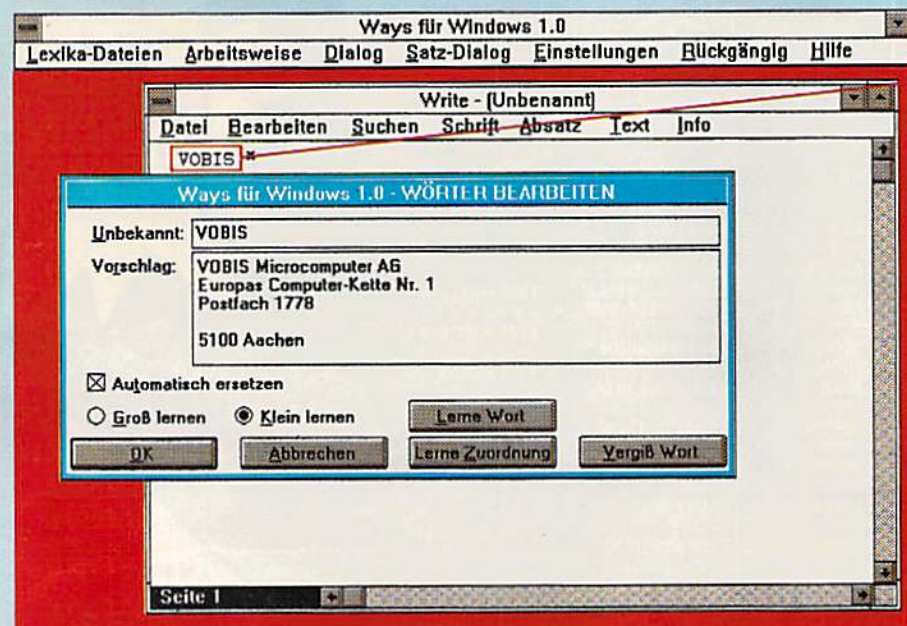 Ways für Windows 1.0
Lexika-Dateien Arbeitsweise Dialog Satz-Dialog Einstellungen Rückgängig Hilfe
Write - (Unbenannt)
Datei Bearbeiten Suchen Schrift Absatz Text Info
VOBIS
Ways für Windows 1.0 - WÖRTER BEARBEITEN
Unbekannt: VOBIS
Vorschlag: VOBIS Microcomputer AG
Europas Computer-Kette Nr. 1
Postfach 1778
5100 Aachen
Automatisch ersetzen
Groß lernen Klein lernen Lerne Wort
OK Abbrechen Lerne Zuordnung Vergiß Wort
Seite 1